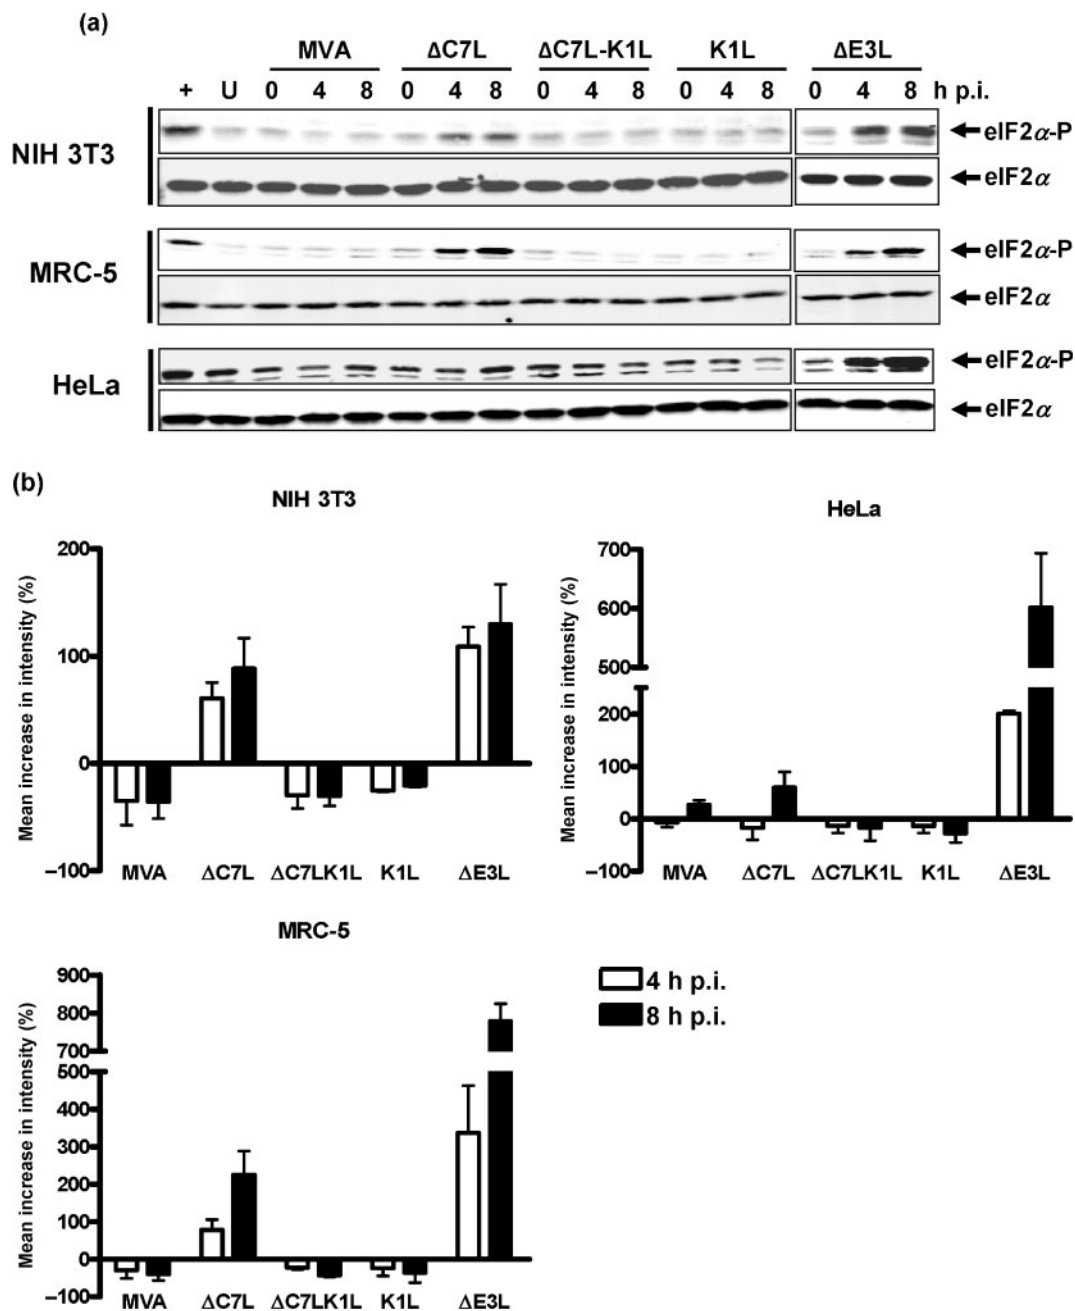 (a)
MVA ΔC7L ΔC7L-K1L K1L ΔE3L
+ U 0 4 8 0 4 8 0 4 8 0 4 8 0 4 8 h p.i.
NIH 3T3
eIF2α-P
eIF2α
MRC-5
eIF2α-P
eIF2α
HeLa
eIF2α-P
eIF2α
(b)
NIH 3T3
Mean increase in intensity (%)
200
100
0
−100
MVA ΔC7L ΔC7LK1L K1L ΔE3L
HeLa
Mean increase in intensity (%)
700
600
500
200
100
0
−100
MVA ΔC7L ΔC7LK1L K1L ΔE3L
MRC-5
Mean increase in intensity (%)
900
800
700
500
400
300
200
100
0
−100
MVA ΔC7L ΔC7LK1L K1L ΔE3L
4 h p.i.
8 h p.i.